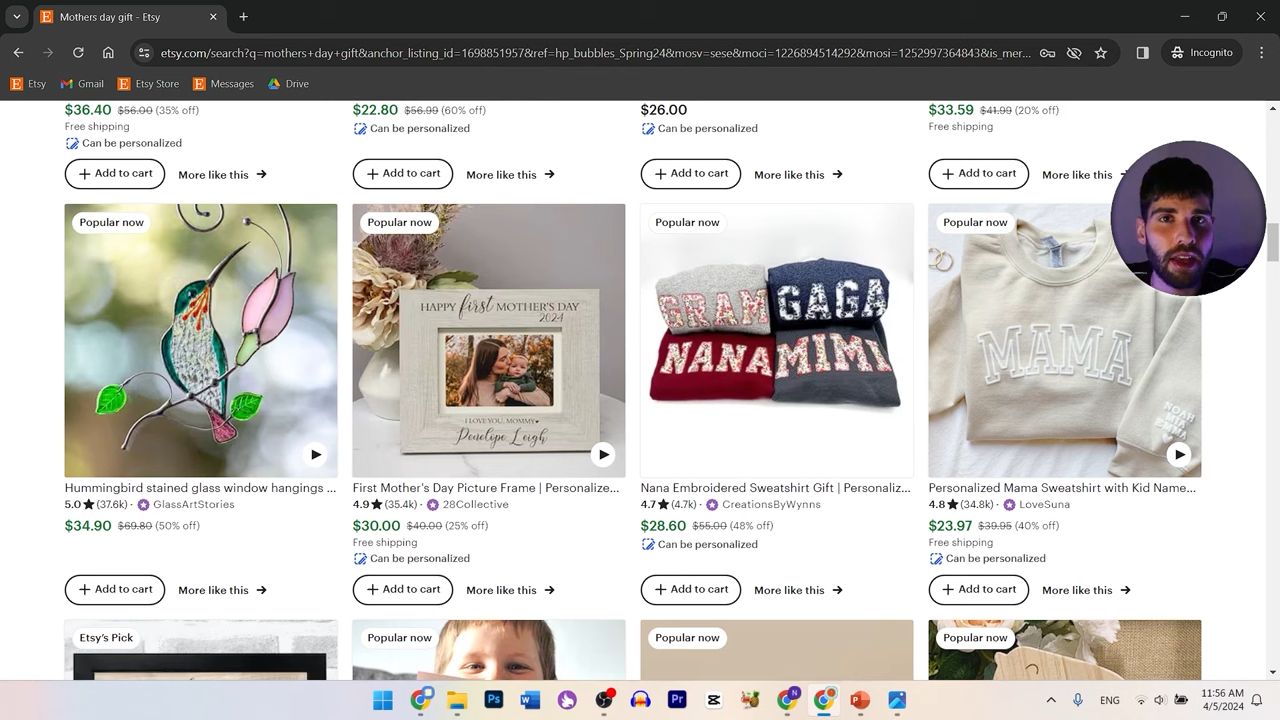 Mothers day gift - Etsy
etsy.com/search?q=mothers+day+gift&anchor_listing_id=1698851957&ref=hp_bubbles_Spring24&mosv=sese&moci=12268945142​92&mosi=1252997364843&is_mer...
Incognito
Etsy
Gmail
Etsy Store
Messages
Drive
$36.40 $56.00 (35% off)
Free shipping
Can be personalized
Add to cart
More like this
$22.80 $56.99 (60% off)
Can be personalized
Add to cart
More like this
$26.00
Can be personalized
Add to cart
More like this
$33.59 $41.99 (20% off)
Free shipping
Add to cart
More like this
Popular now
Hummingbird stained glass window hangings ...
5.0 (37.6k) · GlassArtStories
$34.90 $69.80 (50% off)
Add to cart
More like this
Popular now
HAPPY first MOTHER'S DAY
2024
I LOVE YOU, MOMMY
Penelope Leigh
First Mother's Day Picture Frame | Personalize...
4.9 (35.4k) · 28Collective
$30.00 $40.00 (25% off)
Free shipping
Can be personalized
Add to cart
More like this
Popular now
GRAM
GAGA
NANA
MIMI
Nana Embroidered Sweatshirt Gift | Personaliz...
4.7 (4.7k) · CreationsByWynns
$28.60 $55.00 (48% off)
Can be personalized
Add to cart
More like this
Popular now
MAMA
NOAH
MIA
Personalized Mama Sweatshirt with Kid Name...
4.8 (34.8k) · LoveSuna
$23.97 $39.95 (40% off)
Free shipping
Can be personalized
Add to cart
More like this
Etsy's Pick
Popular now
Popular now
Popular now
ENG
11:56 AM
4/5/2024